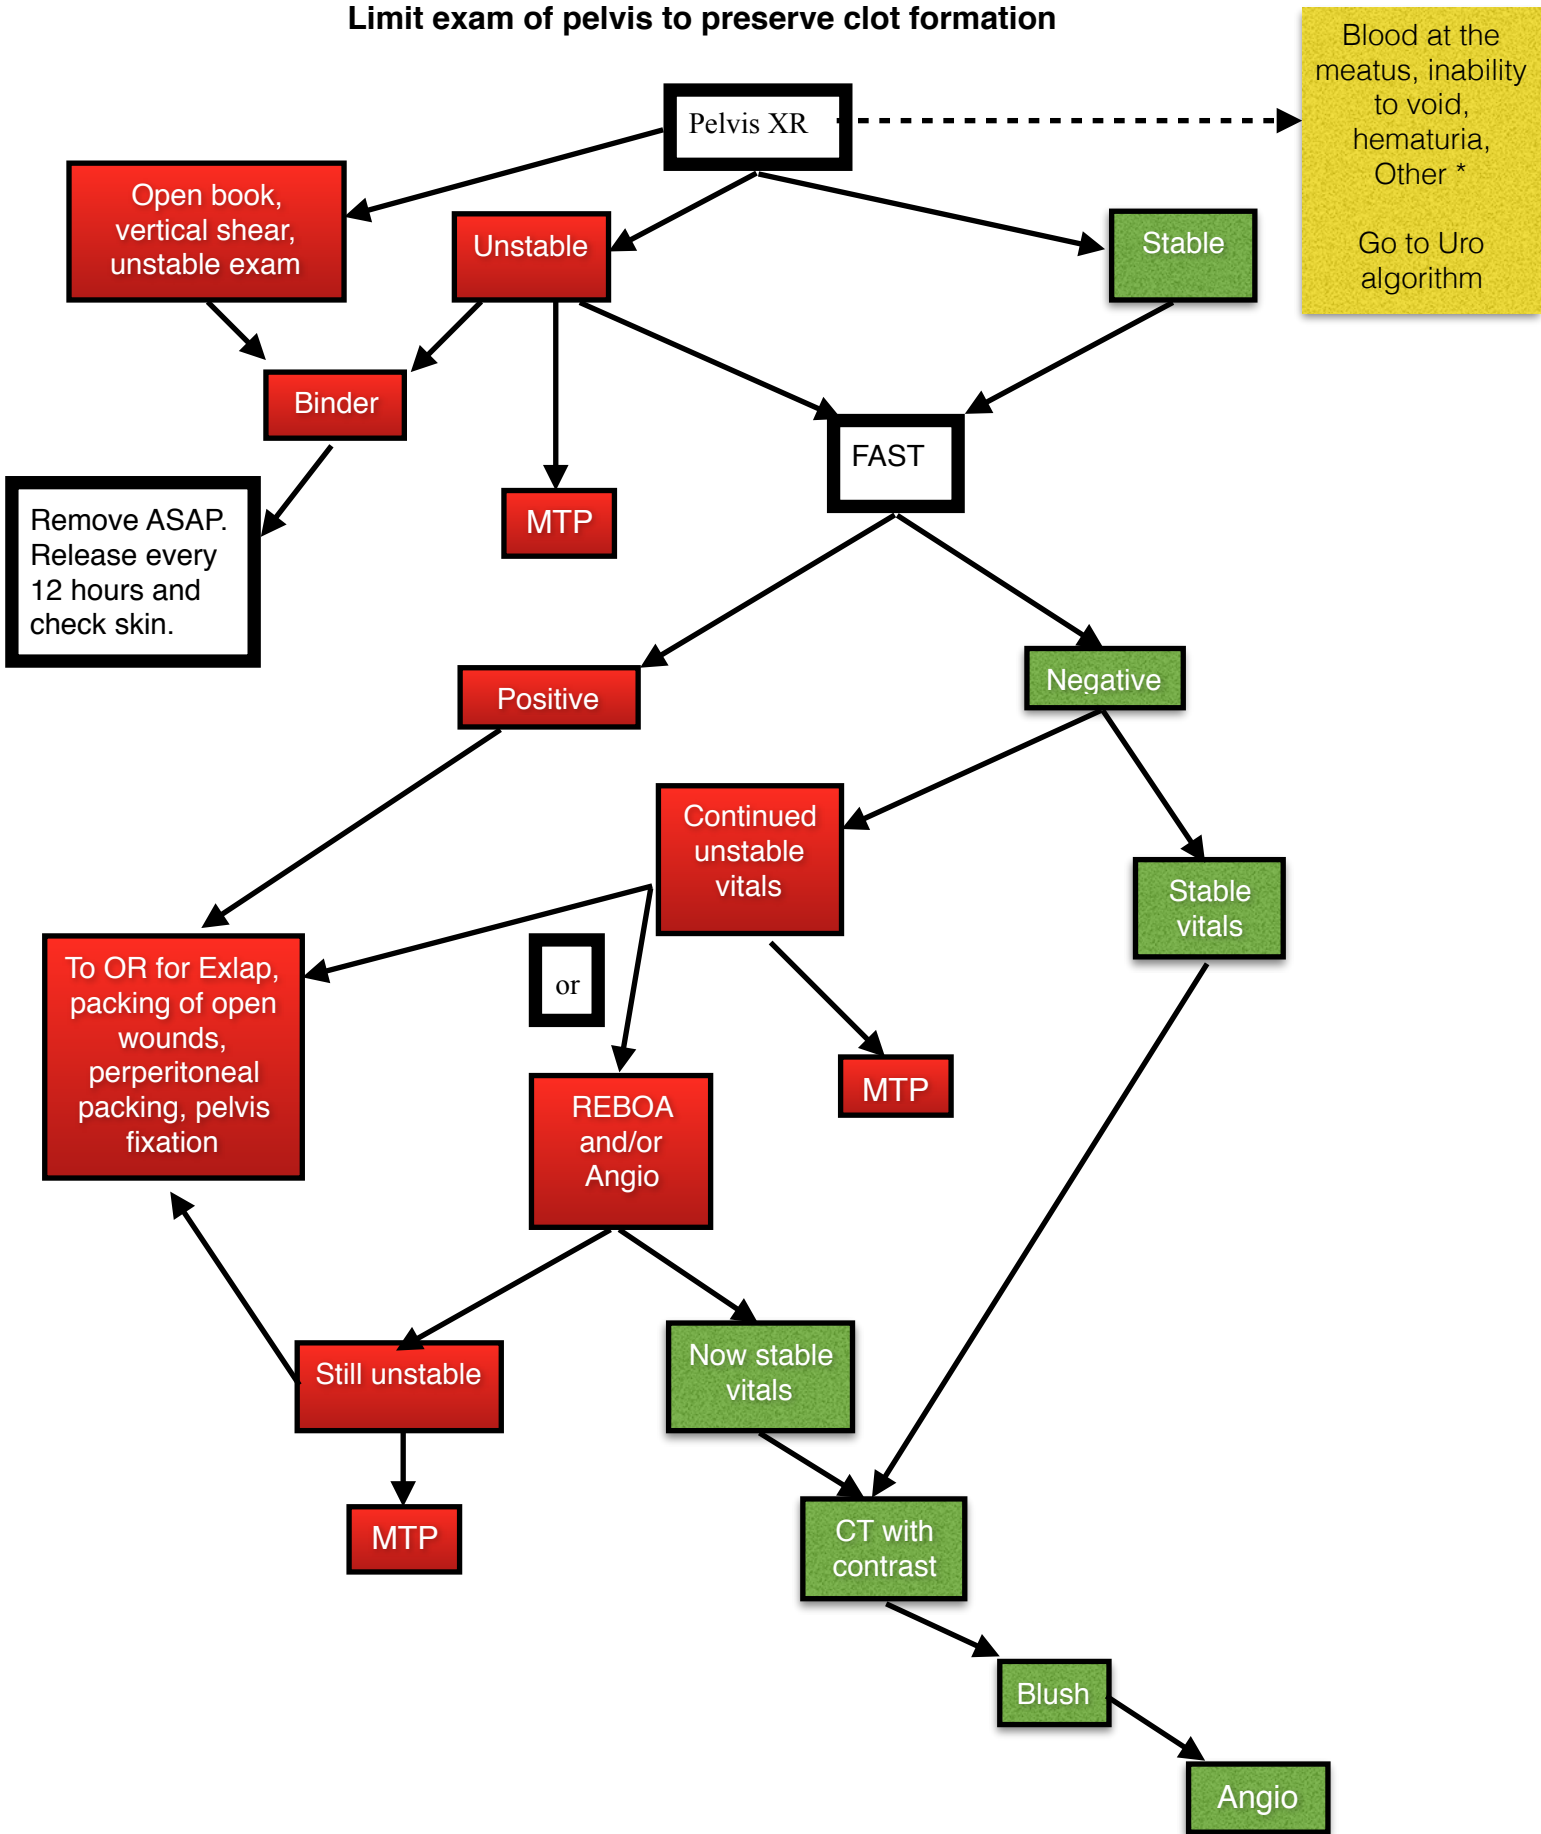 Limit exam of pelvis to preserve clot formation
Blood at the
meatus, inability
to void,
hematuria,
Other *
Go to Uro
algorithm
Pelvis XR
Open book,
vertical shear,
unstable exam
Unstable
Stable
Binder
FAST
MTP
Remove ASAP.
Release every
12 hours and
check skin.
Positive
Negative
Continued
unstable
vitals
Stable
vitals
To OR for Exlap,
packing of open
wounds,
perperitoneal
packing, pelvis
fixation
or
MTP
REBOA
and/or
Angio
Still unstable
Now stable
vitals
MTP
CT with
contrast
Blush
Angio